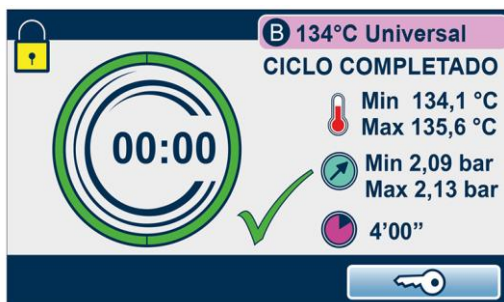 B 134°C Universal
CICLO COMPLETADO
Min 134,1 °C
Max 135,6 °C
00:00
Min 2,09 bar
Max 2,13 bar
4'00”